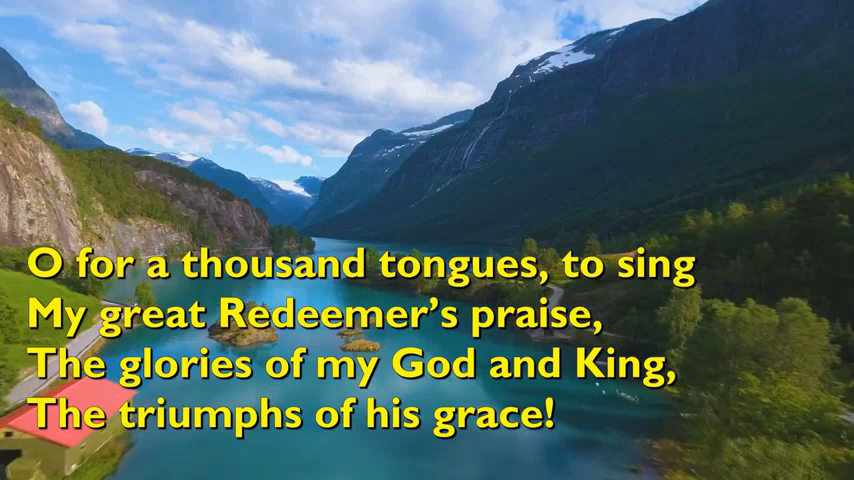 O for a thousand tongues, to sing
My great Redeemer’s praise,
The glories of my God and King,
The triumphs of his grace!